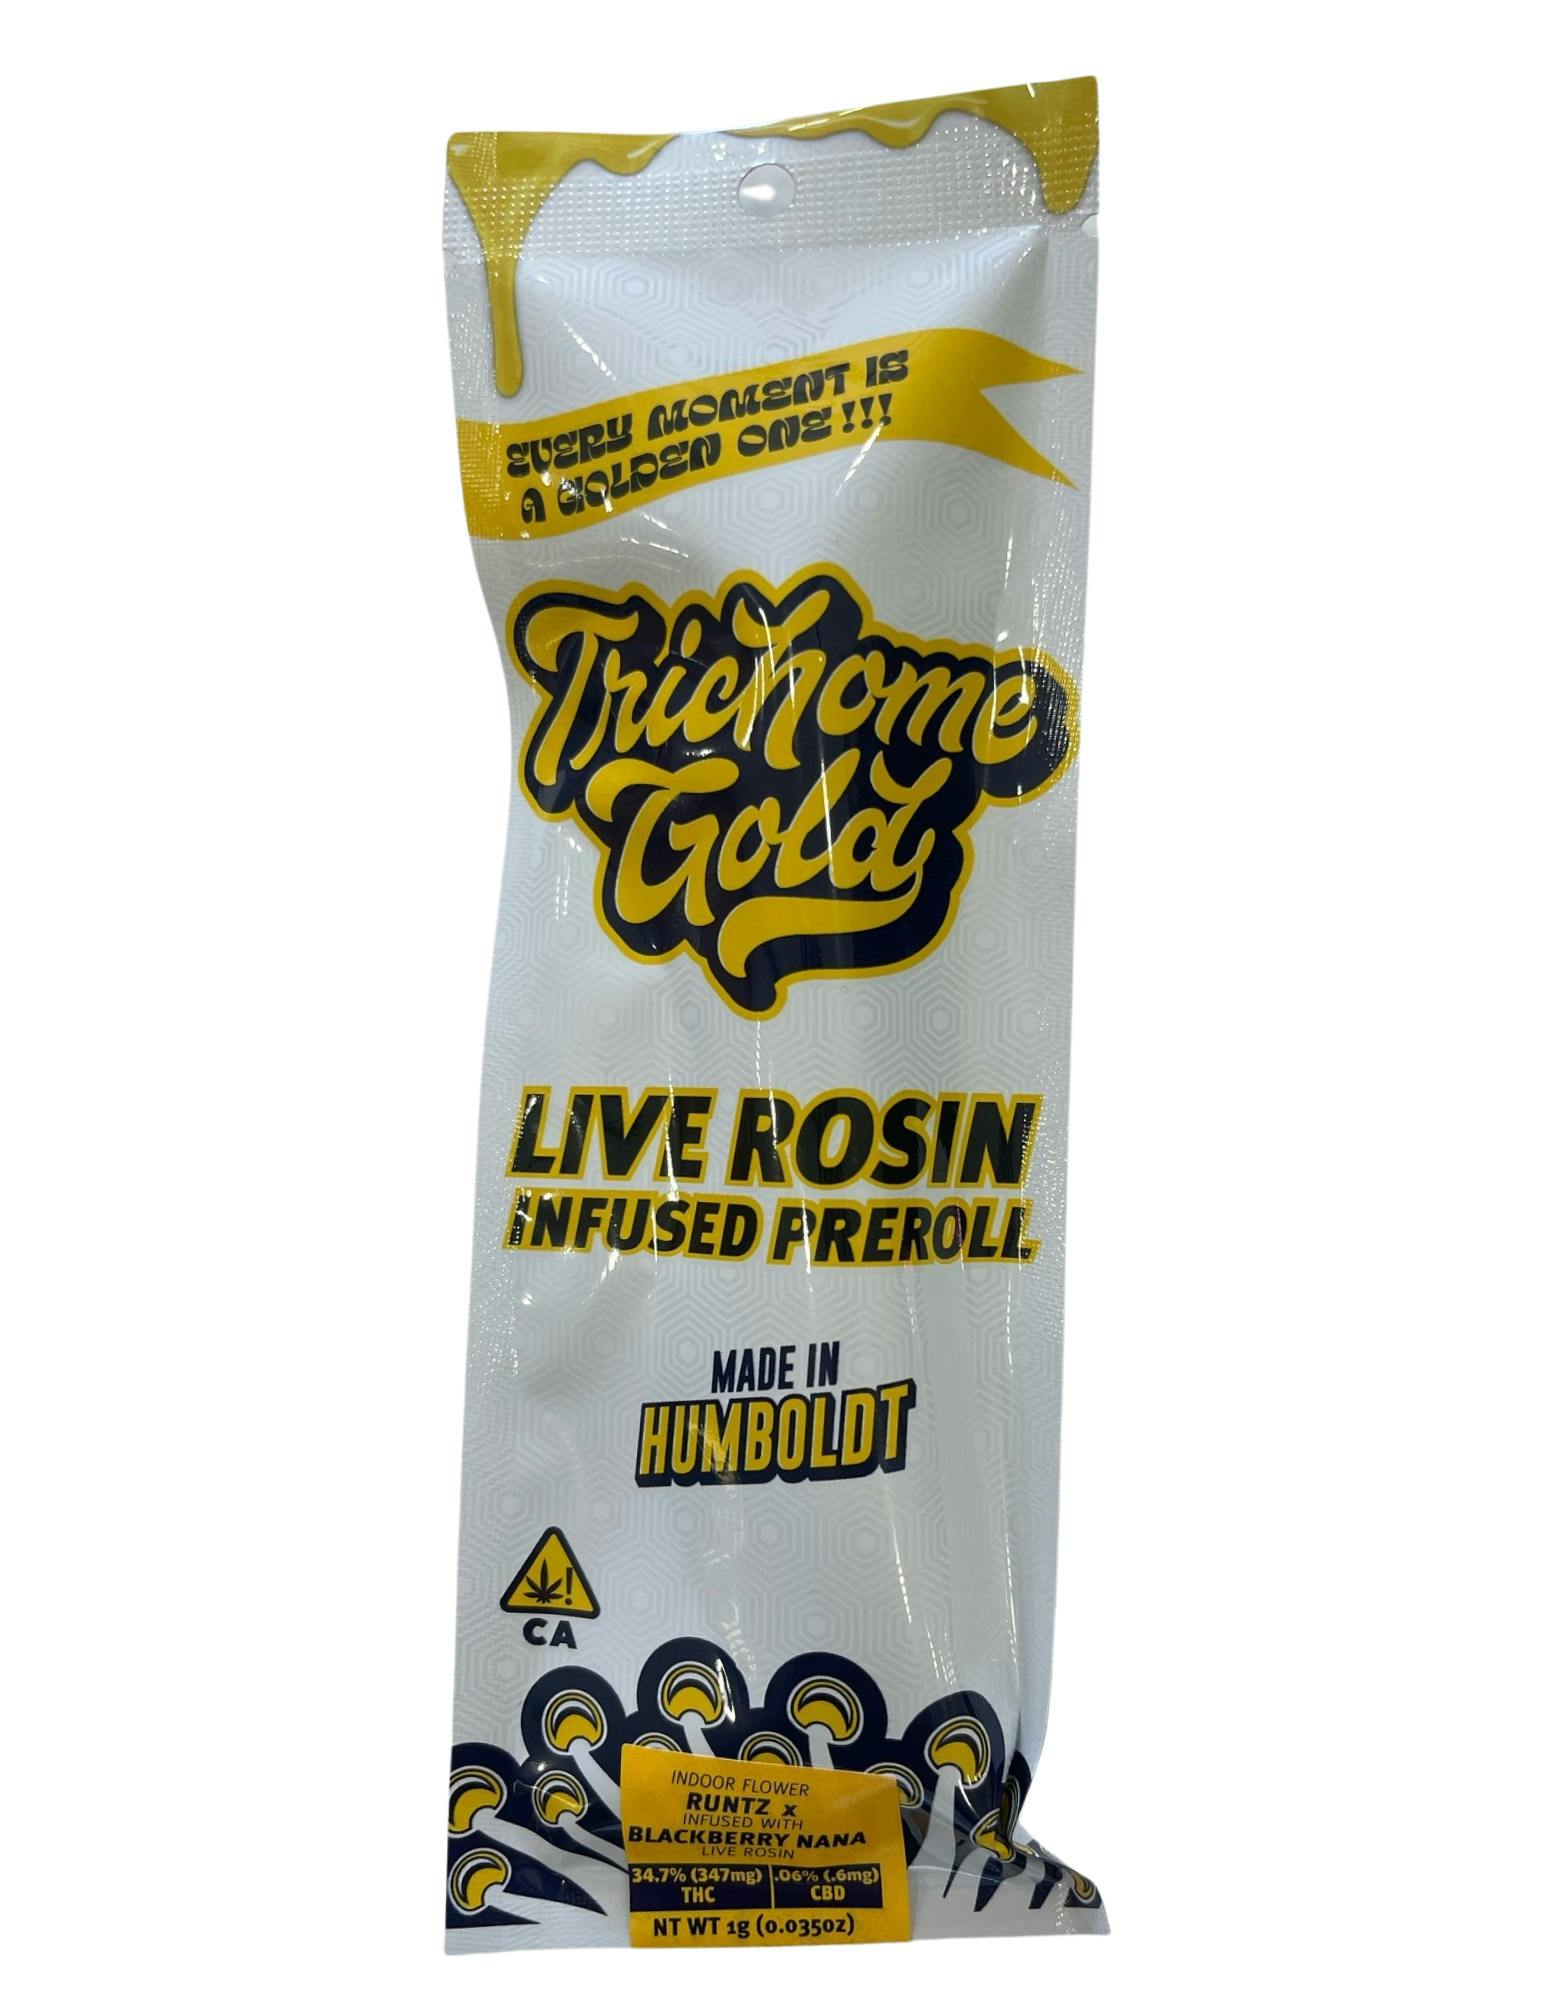 EVERY MOMENT IS
A GOLDEN ONE!!!
Trichome
Gold
LIVE ROSIN
INFUSED PREROLL
MADE IN
HUMBOLDT
!
CA
INDOOR FLOWER
RUNTZ x
INFUSED WITH
BLACKBERRY NANA
LIVE ROSIN
34.7% (347mg) .06% (.6mg)
THC CBD
NT WT 1g (0.035oz)